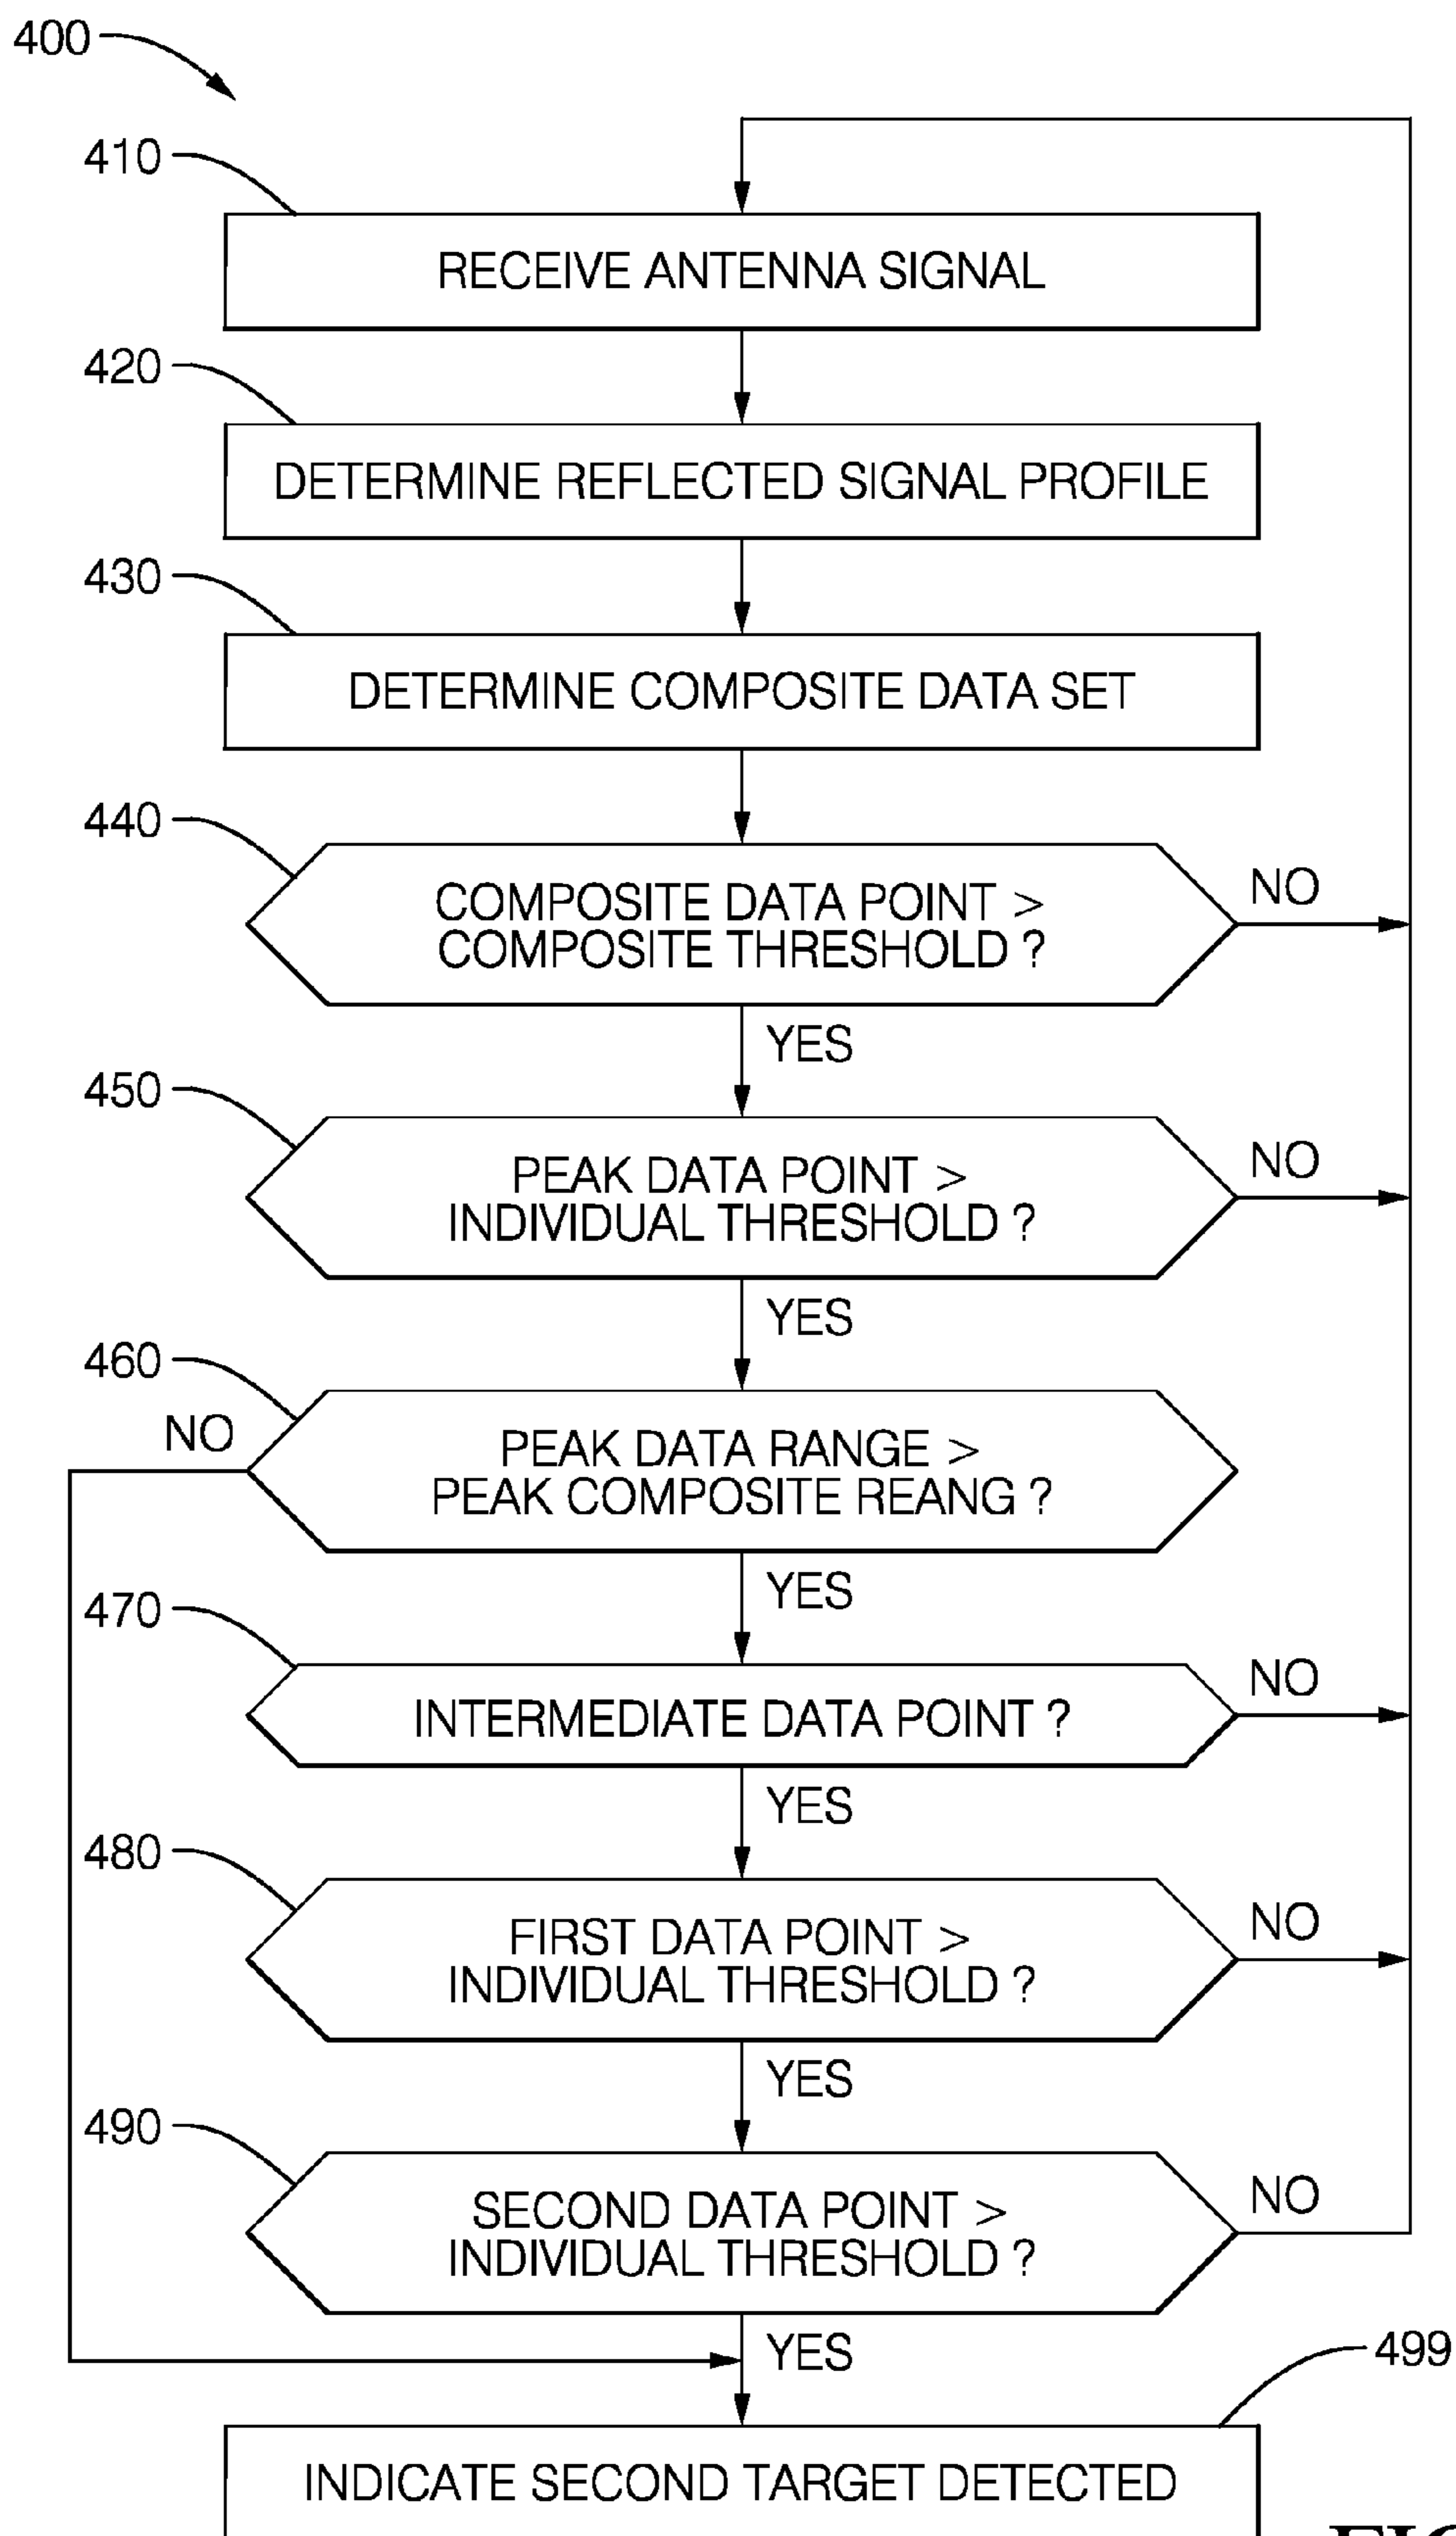 400
410
RECEIVE ANTENNA SIGNAL
420
DETERMINE REFLECTED SIGNAL PROFILE
430
DETERMINE COMPOSITE DATA SET
440
COMPOSITE DATA POINT >
COMPOSITE THRESHOLD ?
NO
YES
450
PEAK DATA POINT >
INDIVIDUAL THRESHOLD ?
NO
YES
460
NO
PEAK DATA RANGE >
PEAK COMPOSITE REANG ?
YES
470
INTERMEDIATE DATA POINT ?
NO
YES
480
FIRST DATA POINT >
INDIVIDUAL THRESHOLD ?
NO
YES
490
SECOND DATA POINT >
INDIVIDUAL THRESHOLD ?
NO
YES
499
INDICATE SECOND TARGET DETECTED